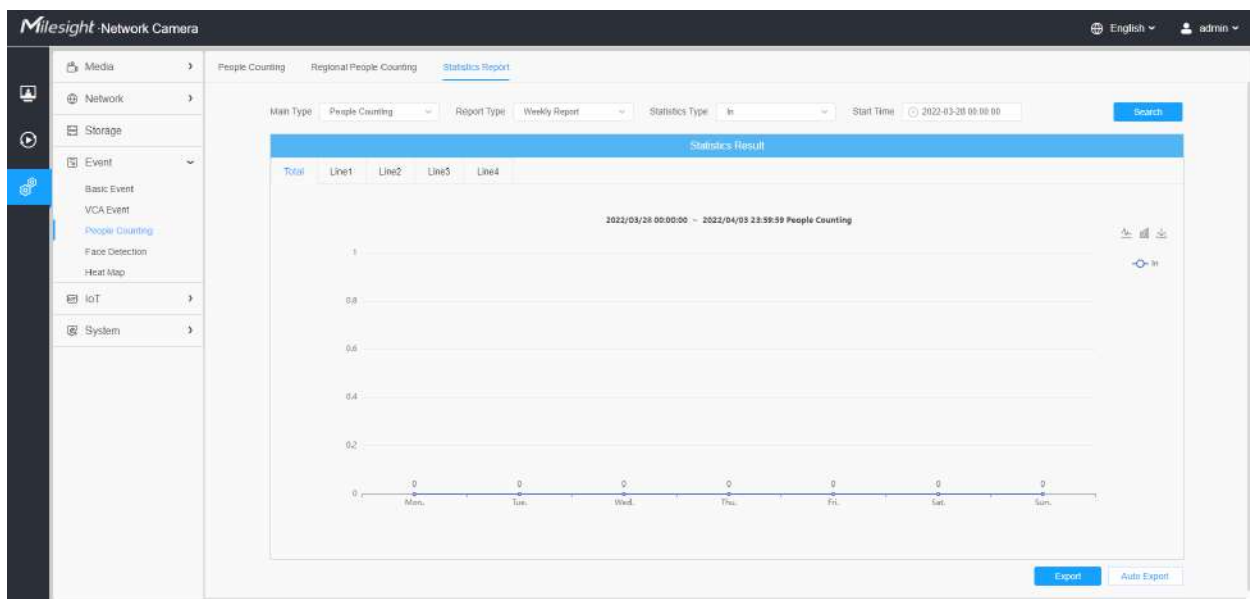 Milesight -Network Camera
English
admin
Media
Network
Storage
Event
Basic Event
VCA Event
People Counting
Face Detection
Heat Map
IoT
System
People Counting Regional People Counting Statistics Report
Main Type People Counting Report Type Weekly Report Statistics Type In Start Time 2022-03-28 00:00:00 Search
Statistics Result
Total Line1 Line2 Line3 Line4
2022/03/28 00:00:00 ~ 2022/04/03 23:59:59 People Counting
In
1
0.8
0.6
0.4
0.2
0
0 0 0 0 0 0 0
Mon. Tue. Wed. Thu. Fri. Sat. Sun.
Export Auto Export